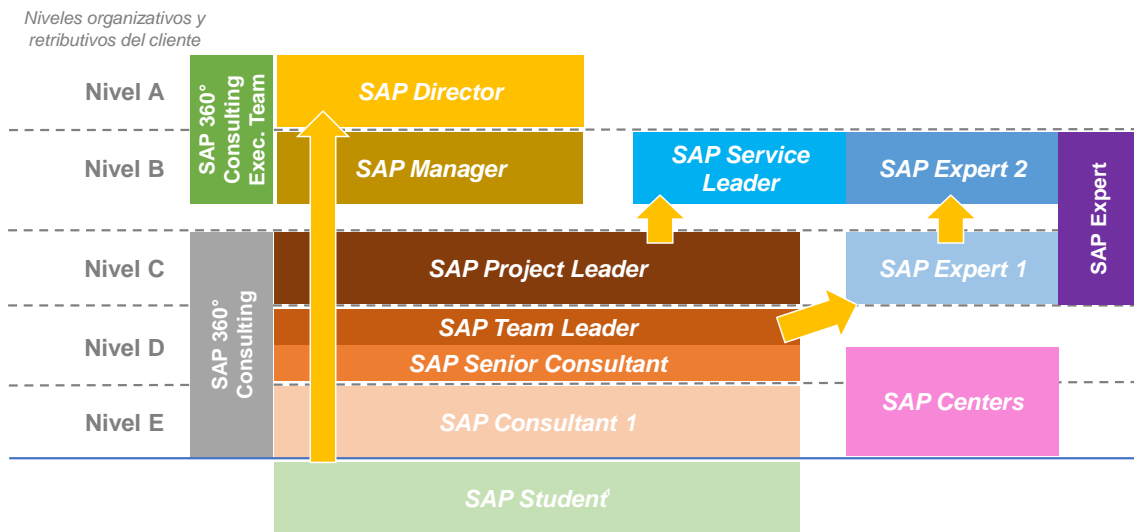 Niveles organizativos y
retributivos del cliente
Nivel A
SAP 360°
Consulting
Exec. Team
SAP Director
Nivel B
SAP Manager
SAP Service
Leader
SAP Expert 2
SAP Expert
Nivel C
SAP 360°
Consulting
SAP Project Leader
SAP Expert 1
Nivel D
SAP Team Leader
SAP Senior Consultant
SAP Centers
Nivel E
SAP Consultant 1
SAP Student